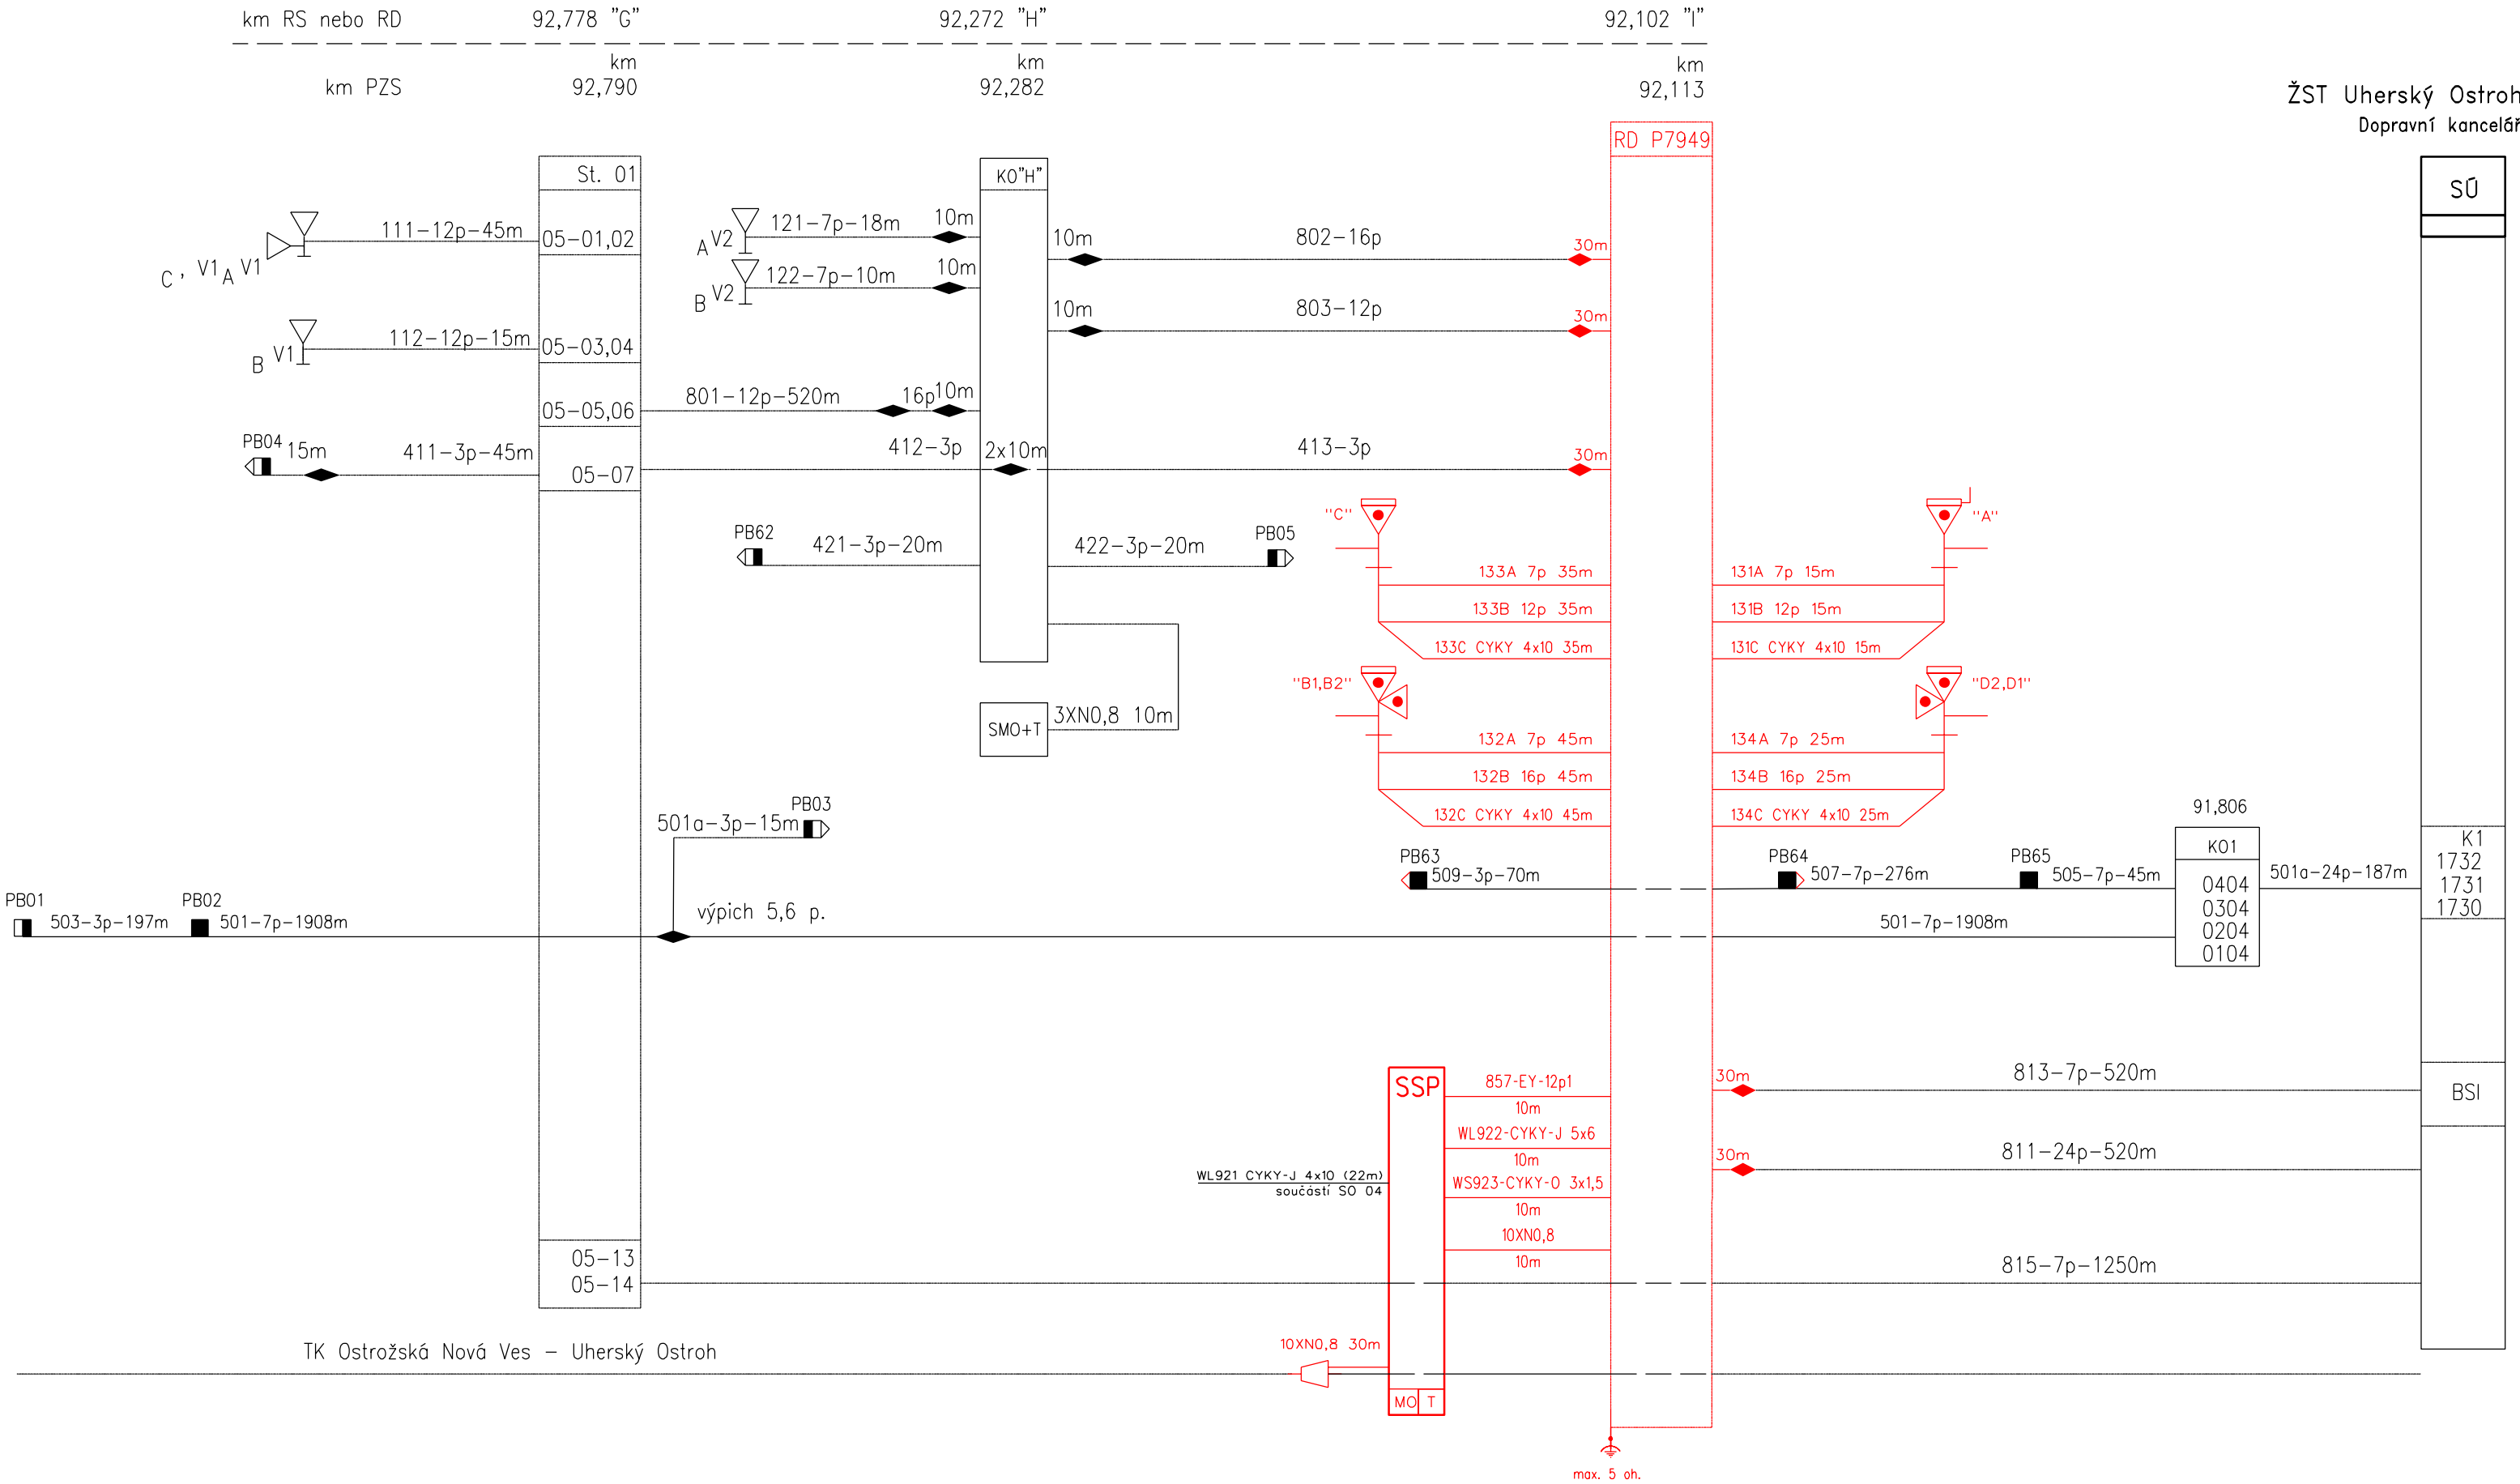 km RS nebo RD
92,778 "G"
92,272 "H"
92,102 "I"
km PZS
km
92,790
km
92,282
km
92,113
ŽST Uherský Ostroh
Dopravní kancelář
RD P7949
St. 01
KO"H"
SÚ
111-12p-45m
05-01,02
C , V1 A V1
121-7p-18m
10m
A V2
122-7p-10m
10m
B V2
10m
802-16p
30m
10m
803-12p
30m
112-12p-15m
05-03,04
B V1
05-05,06
801-12p-520m
16p
10m
PB04
15m
411-3p-45m
05-07
412-3p
2x10m
413-3p
30m
"C"
"A"
PB62
421-3p-20m
422-3p-20m
PB05
133A 7p 35m
131A 7p 15m
133B 12p 35m
131B 12p 15m
133C CYKY 4x10 35m
131C CYKY 4x10 15m
"B1,B2"
"D2,D1"
SMO+T
3XN0,8 10m
132A 7p 45m
134A 7p 25m
132B 16p 45m
134B 16p 25m
132C CYKY 4x10 45m
134C CYKY 4x10 25m
91,806
501a-3p-15m
PB03
KO1
K1
1732
1731
1730
PB63
509-3p-70m
PB64
507-7p-276m
PB65
505-7p-45m
0404
0304
0204
0104
501a-24p-187m
PB01
503-3p-197m
PB02
501-7p-1908m
výpich 5,6 p.
501-7p-1908m
SSP
857-EY-12p1
10m
30m
813-7p-520m
BSI
WL922-CYKY-J 5x6
10m
30m
811-24p-520m
WL921 CYKY-J 4x10 (22m)
součástí SO 04
WS923-CYKY-O 3x1,5
10m
10XN0,8
10m
05-13
05-14
815-7p-1250m
TK Ostrožská Nová Ves - Uherský Ostroh
10XN0,8 30m
MO T
max. 5 oh.